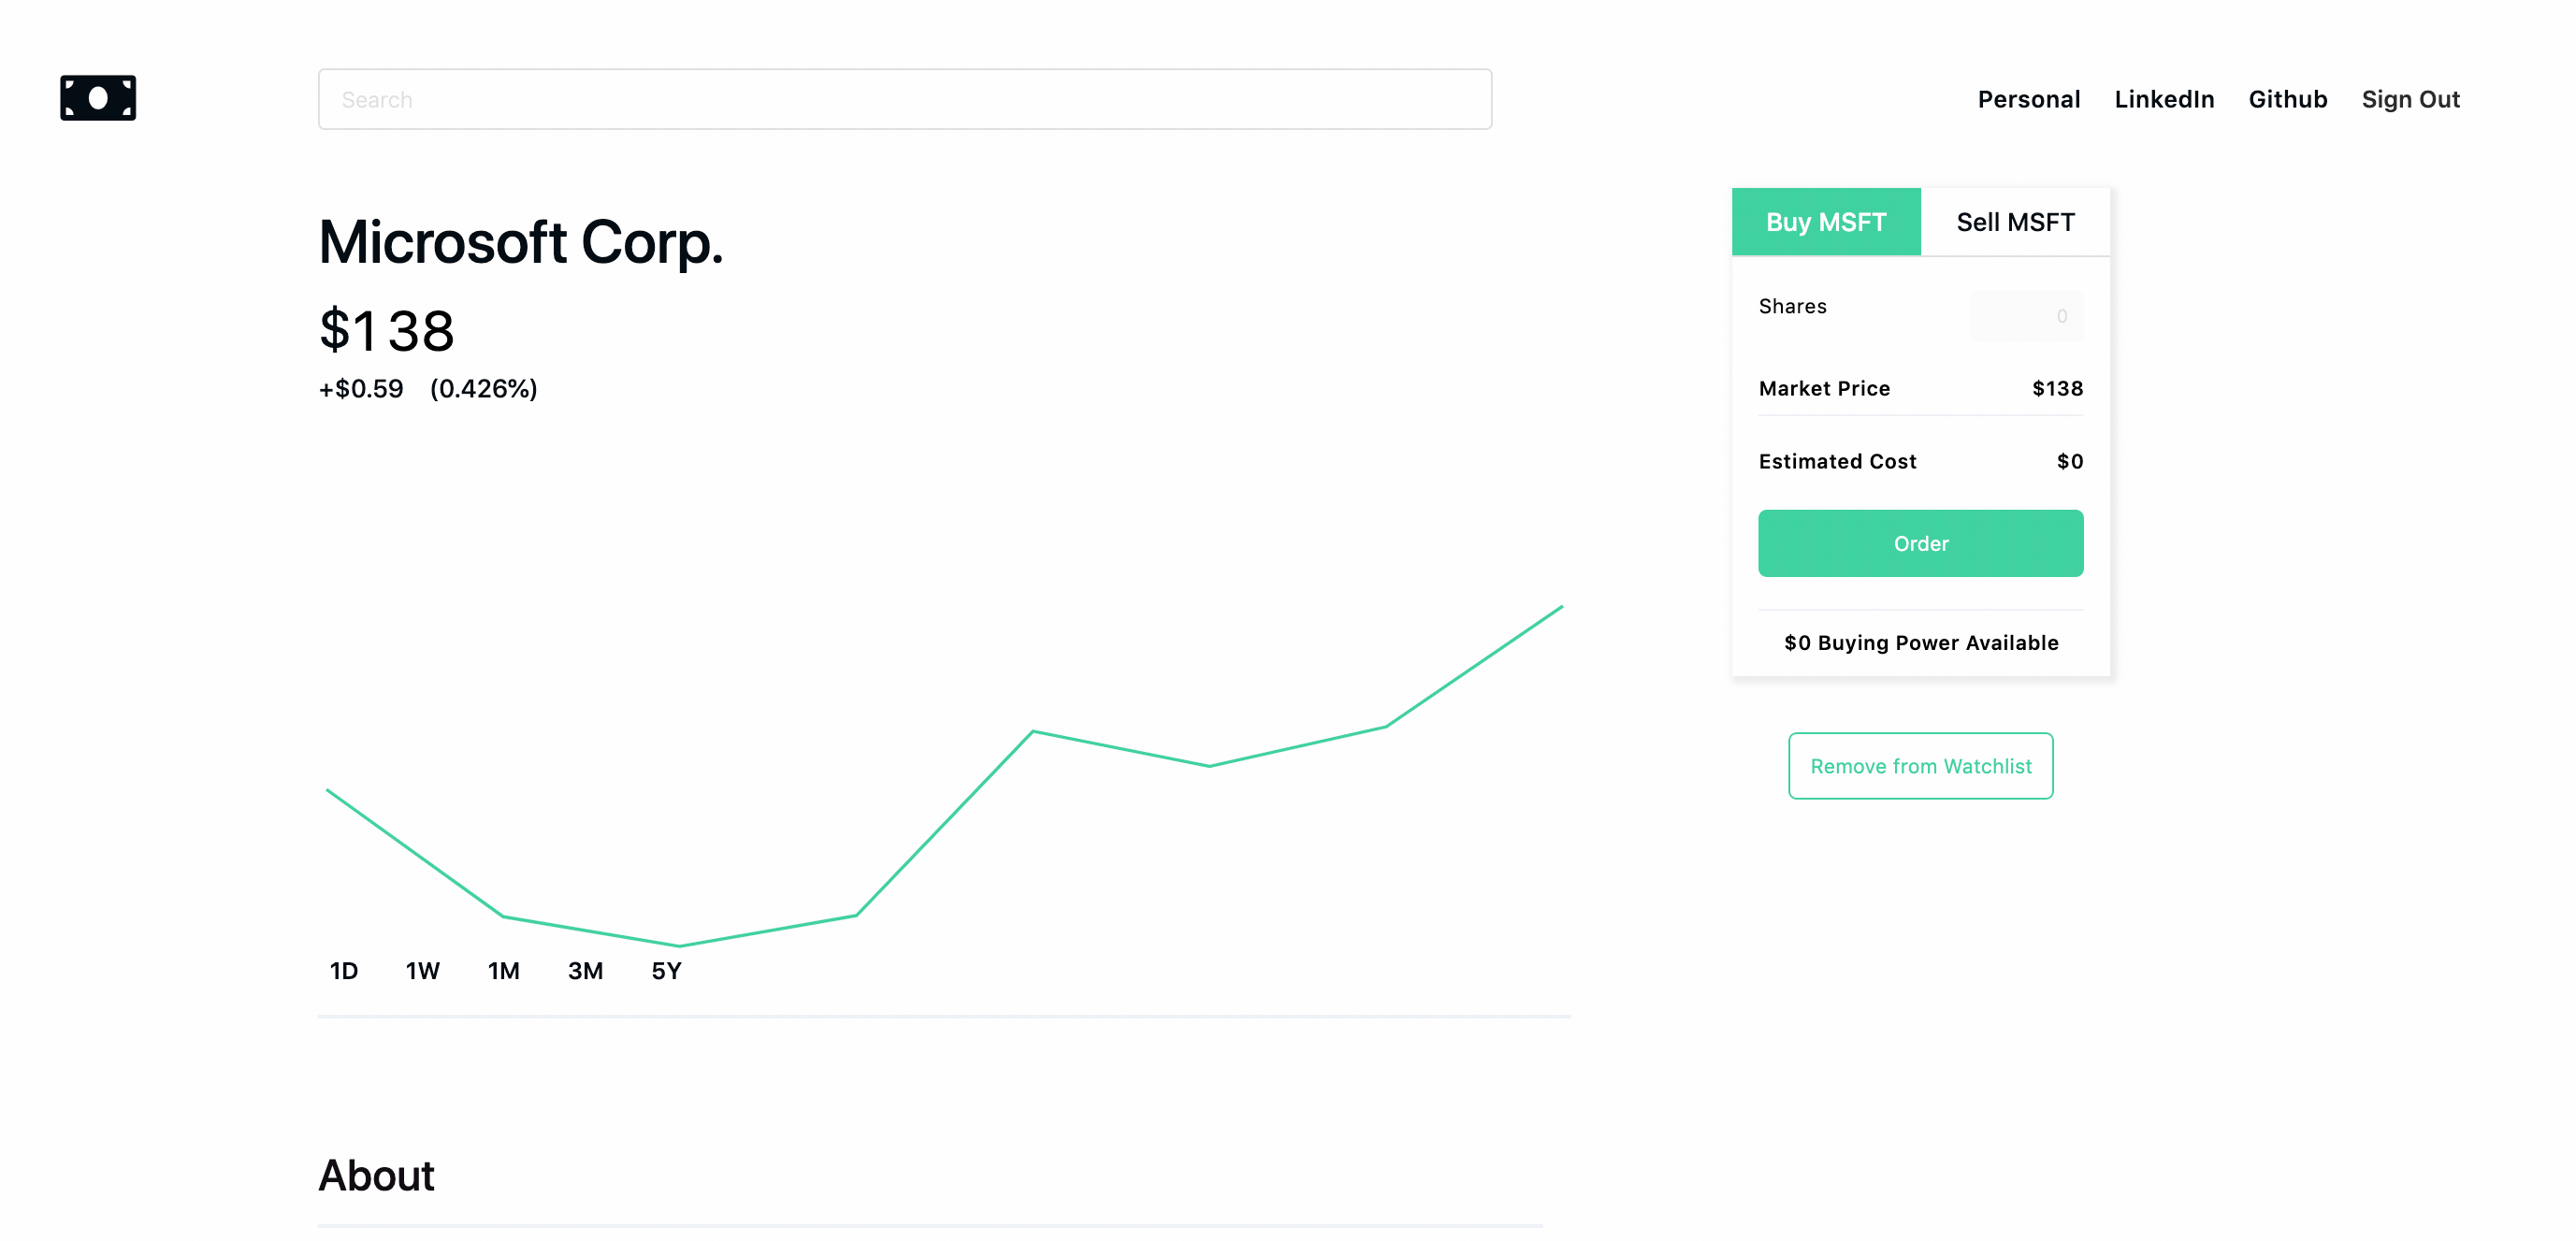 Search
Personal LinkedIn Github Sign Out
Microsoft Corp.
$138
+$0.59 (0.426%)
1D 1W 1M 3M 5Y
About
Buy MSFT Sell MSFT
Shares 0
Market Price $138
Estimated Cost $0
Order
$0 Buying Power Available
Remove from Watchlist